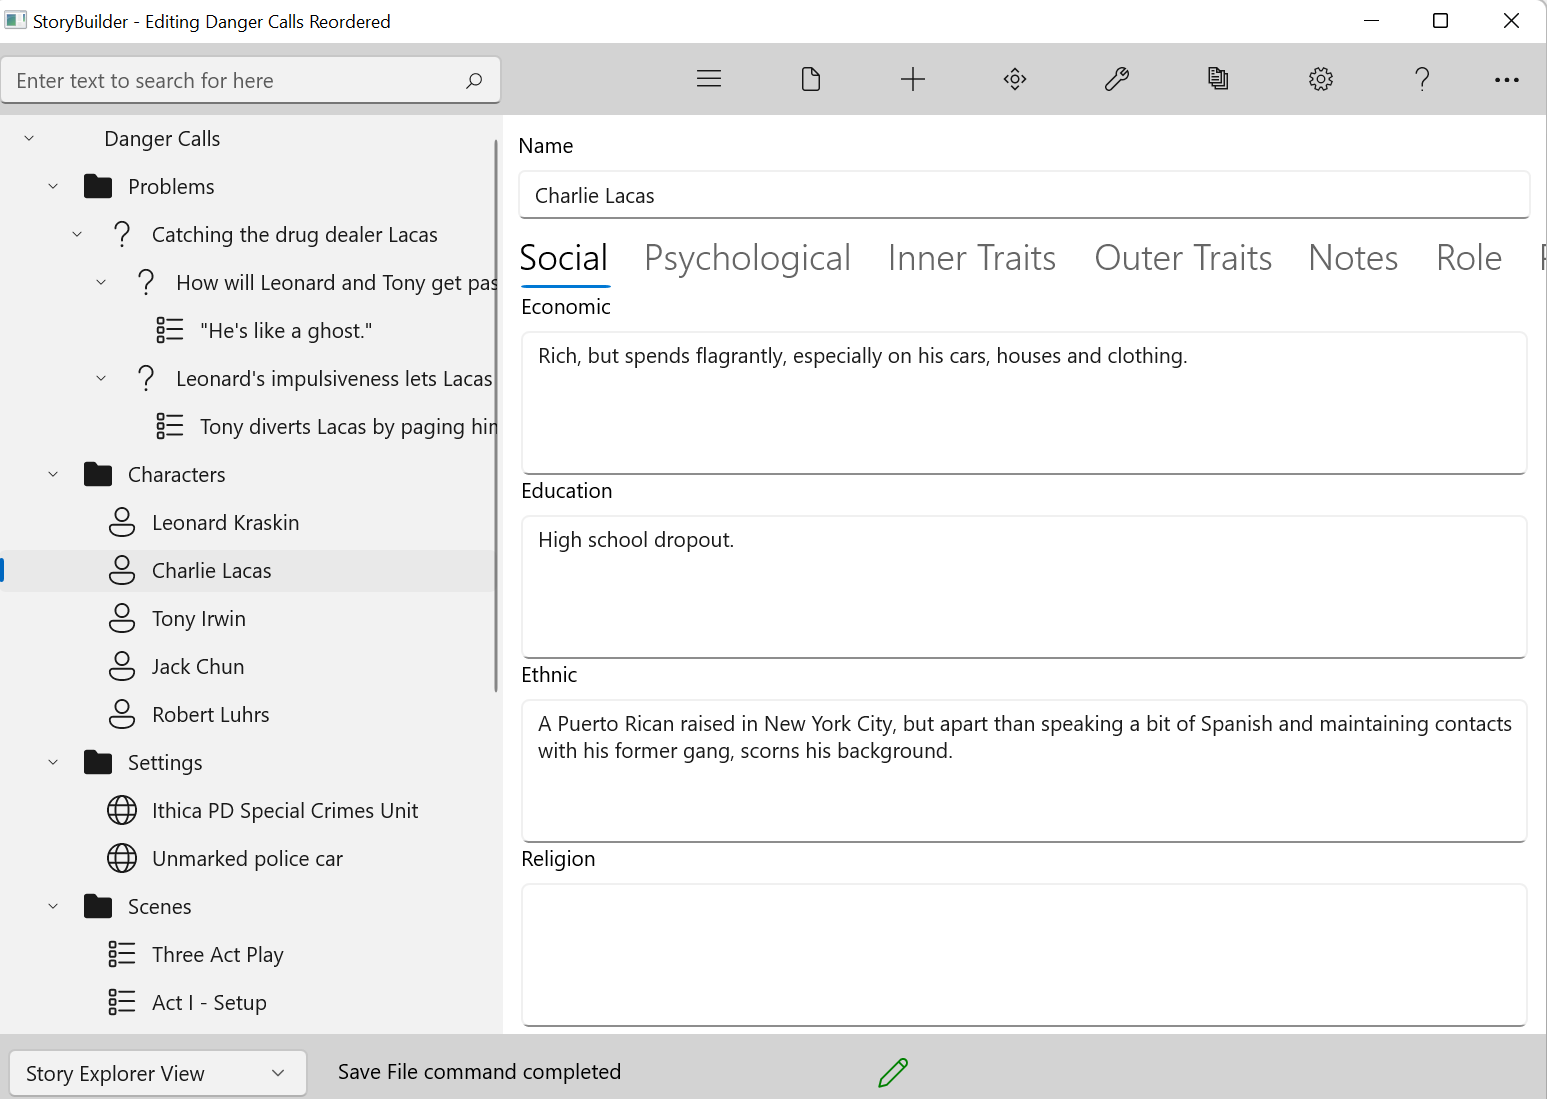 StoryBuilder - Editing Danger Calls Reordered
Enter text to search for here
Danger Calls
Problems
Catching the drug dealer Lacas
How will Leonard and Tony get pas
"He's like a ghost."
Leonard's impulsiveness lets Lacas
Tony diverts Lacas by paging him
Characters
Leonard Kraskin
Charlie Lacas
Tony Irwin
Jack Chun
Robert Luhrs
Settings
Ithica PD Special Crimes Unit
Unmarked police car
Scenes
Three Act Play
Act I - Setup
Name
Charlie Lacas
Social Psychological Inner Traits Outer Traits Notes Role
Economic
Rich, but spends flagrantly, especially on his cars, houses and clothing.
Education
High school dropout.
Ethnic
A Puerto Rican raised in New York City, but apart than speaking a bit of Spanish and maintaining contacts
with his former gang, scorns his background.
Religion
Story Explorer View
Save File command completed